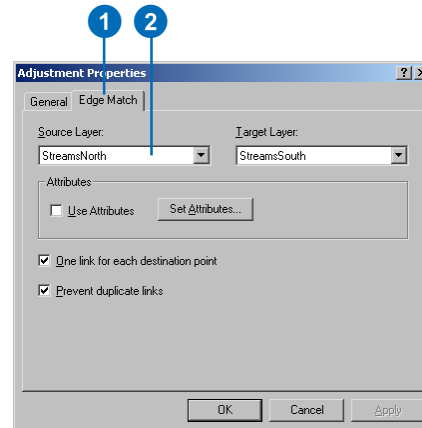 1 2
Adjustment Properties ?
General Edge Match
Source Layer: Target Layer:
StreamsNorth StreamsSouth
Attributes
Use Attributes Set Attributes...
One link for each destination point
Prevent duplicate links
OK Cancel Apply